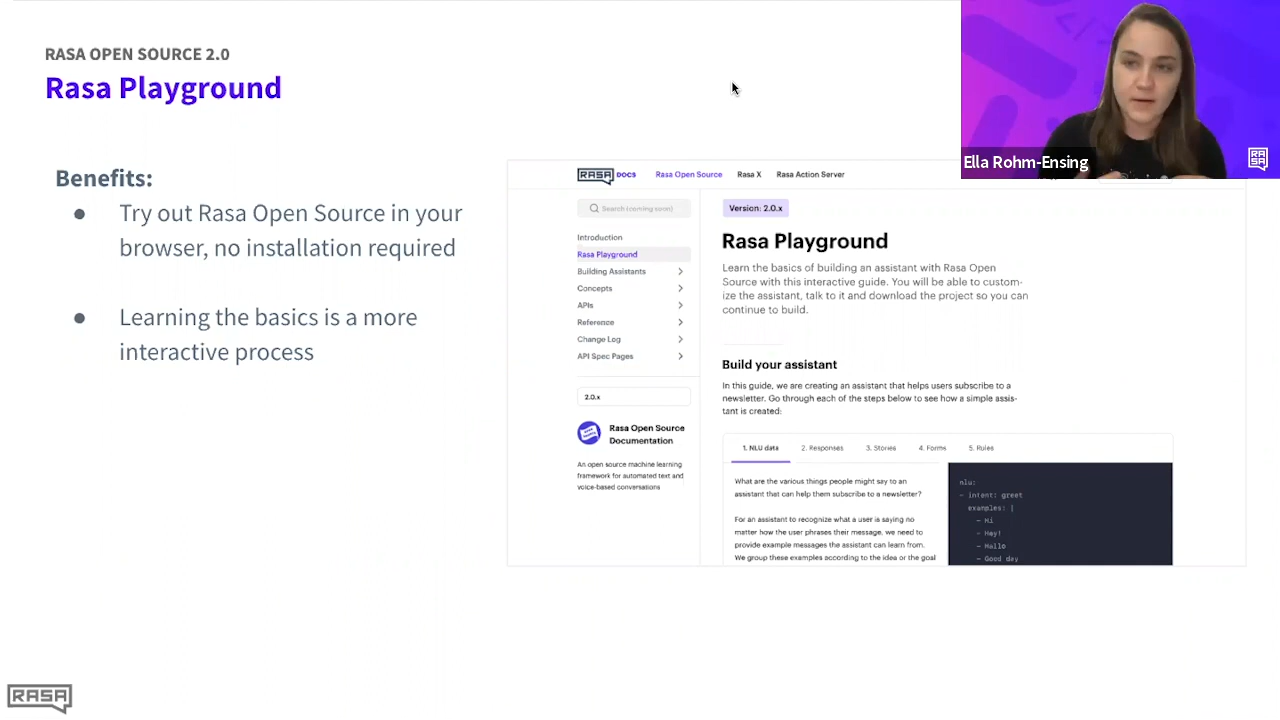 RASA OPEN SOURCE 2.0
Rasa Playground
Benefits:
● Try out Rasa Open Source in your
browser, no installation required
● Learning the basics is a more
interactive process
Ella Rohm-Ensing
RASA
RASA DOCS Rasa Open Source Rasa X Rasa Action Server
Search (coming soon)
Introduction
Rasa Playground
Building Assistants
Concepts
APIs
Reference
Change Log
API Spec Pages
2.0.x
Rasa Open Source
Documentation
An open source machine learning
framework for automated text and
voice-based conversations
Version: 2.0.x
Rasa Playground
Learn the basics of building an assistant with Rasa Open
Source with this interactive guide. You will be able to custom-
ize the assistant, talk to it and download the project so you can
continue to build.
Build your assistant
In this guide, we are creating an assistant that helps users subscribe to a
newsletter. Go through each of the steps below to see how a simple assis-
tant is created:
1. NLU data 2. Responses 3. Stories 4. Forms 5. Rules
What are the various things people might say to an
assistant that can help them subscribe to a newsletter?
For an assistant to recognize what a user is saying no
matter how the user phrases their message, we need to
provide example messages the assistant can learn from.
We group these examples according to the idea or the goal
nlu:
- intent: greet
examples: |
- Hi
- Hey!
- Hallo
- Good day
RASA